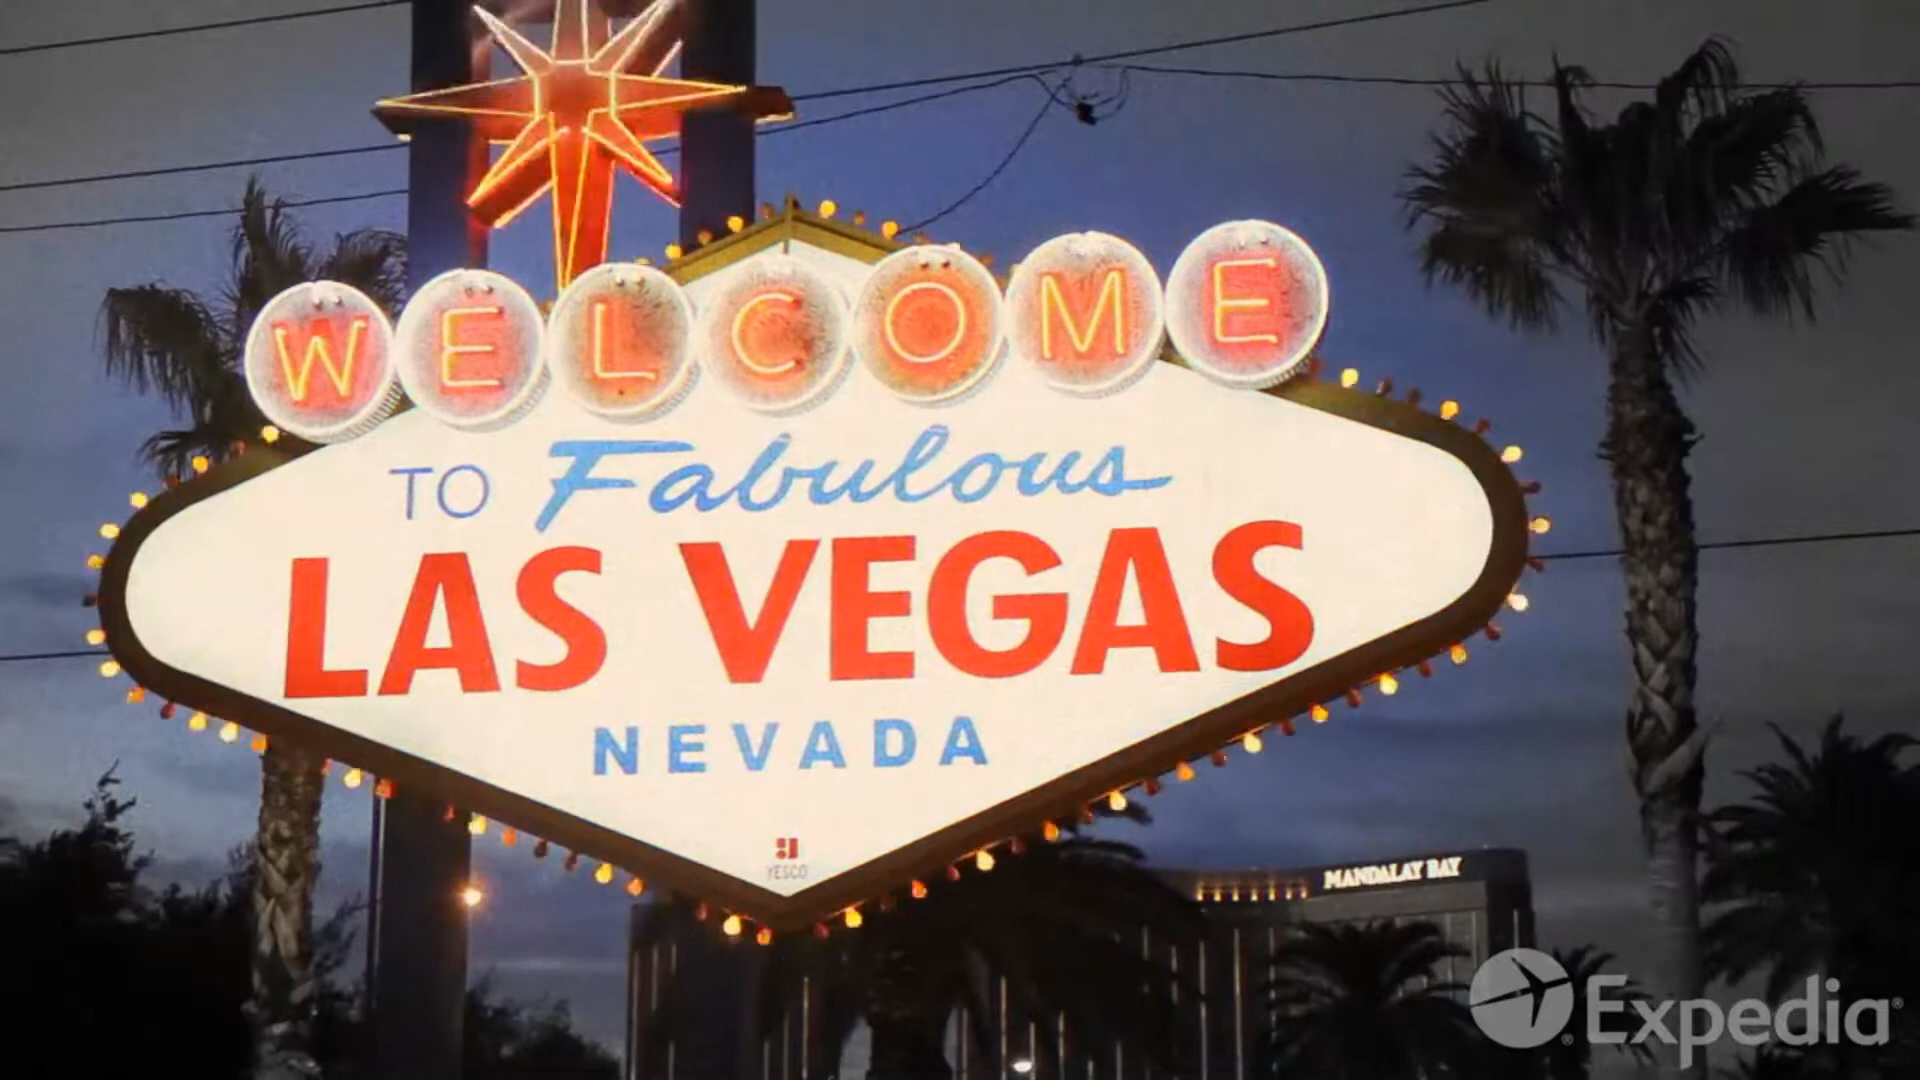 WELCOME
TO Fabulous
LAS VEGAS
NEVADA
YESCO
MANDALAY BAY
Expedia®